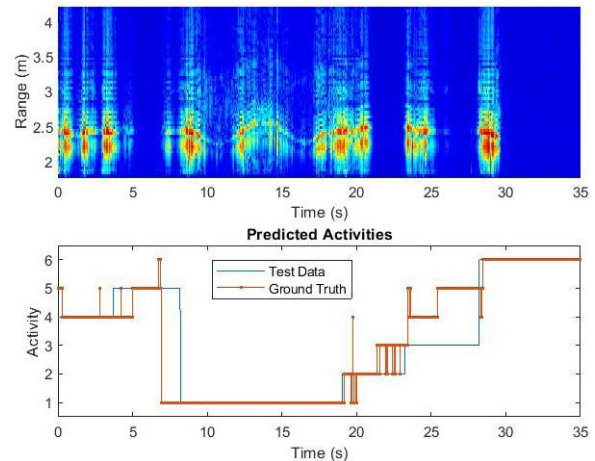 Range (m)
4
3.5
3
2.5
2
0 5 10 15 20 25 30 35
Time (s)
Predicted Activities
Activity
6
5
4
3
2
1
Test Data
Ground Truth
0 5 10 15 20 25 30 35
Time (s)